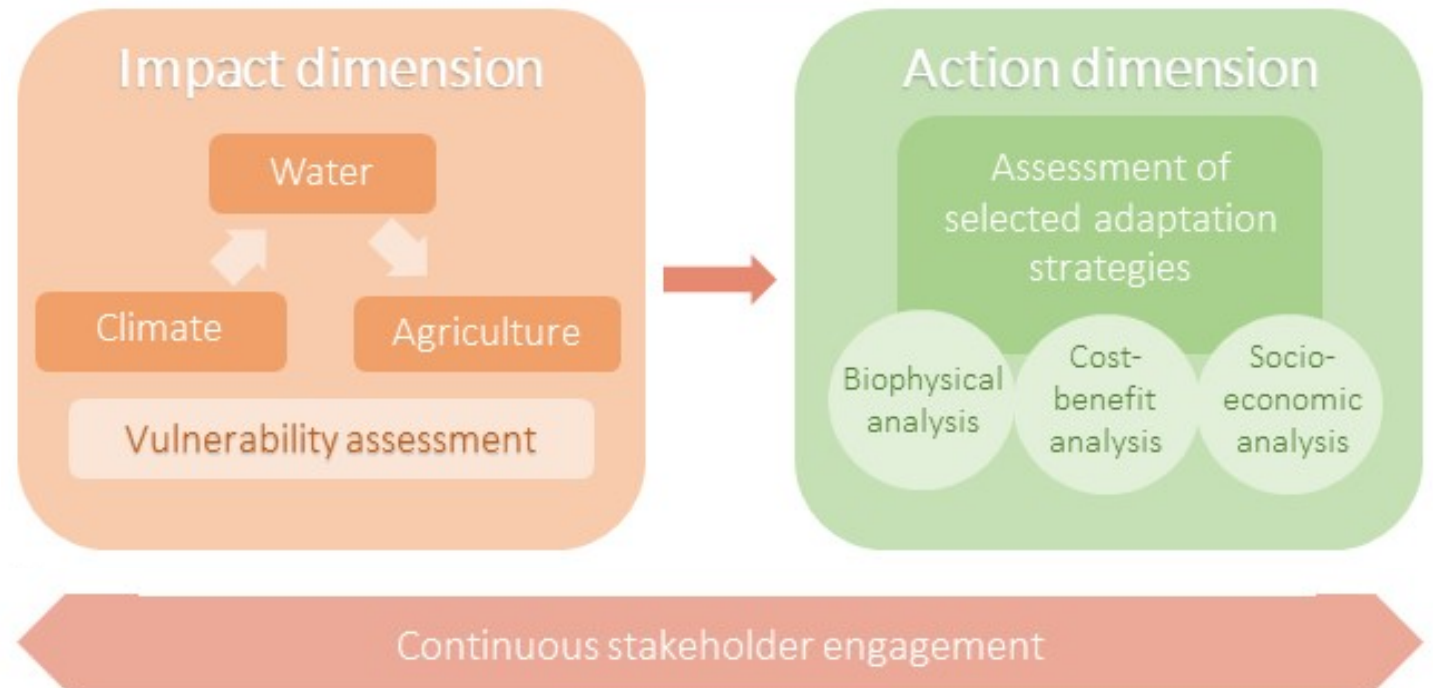 Impact dimension
Water
Climate
Agriculture
Vulnerability assessment
Action dimension
Assessment of
selected adaptation
strategies
Biophysical
analysis
Cost-
benefit
analysis
Socio-
economic
analysis
Continuous stakeholder engagement